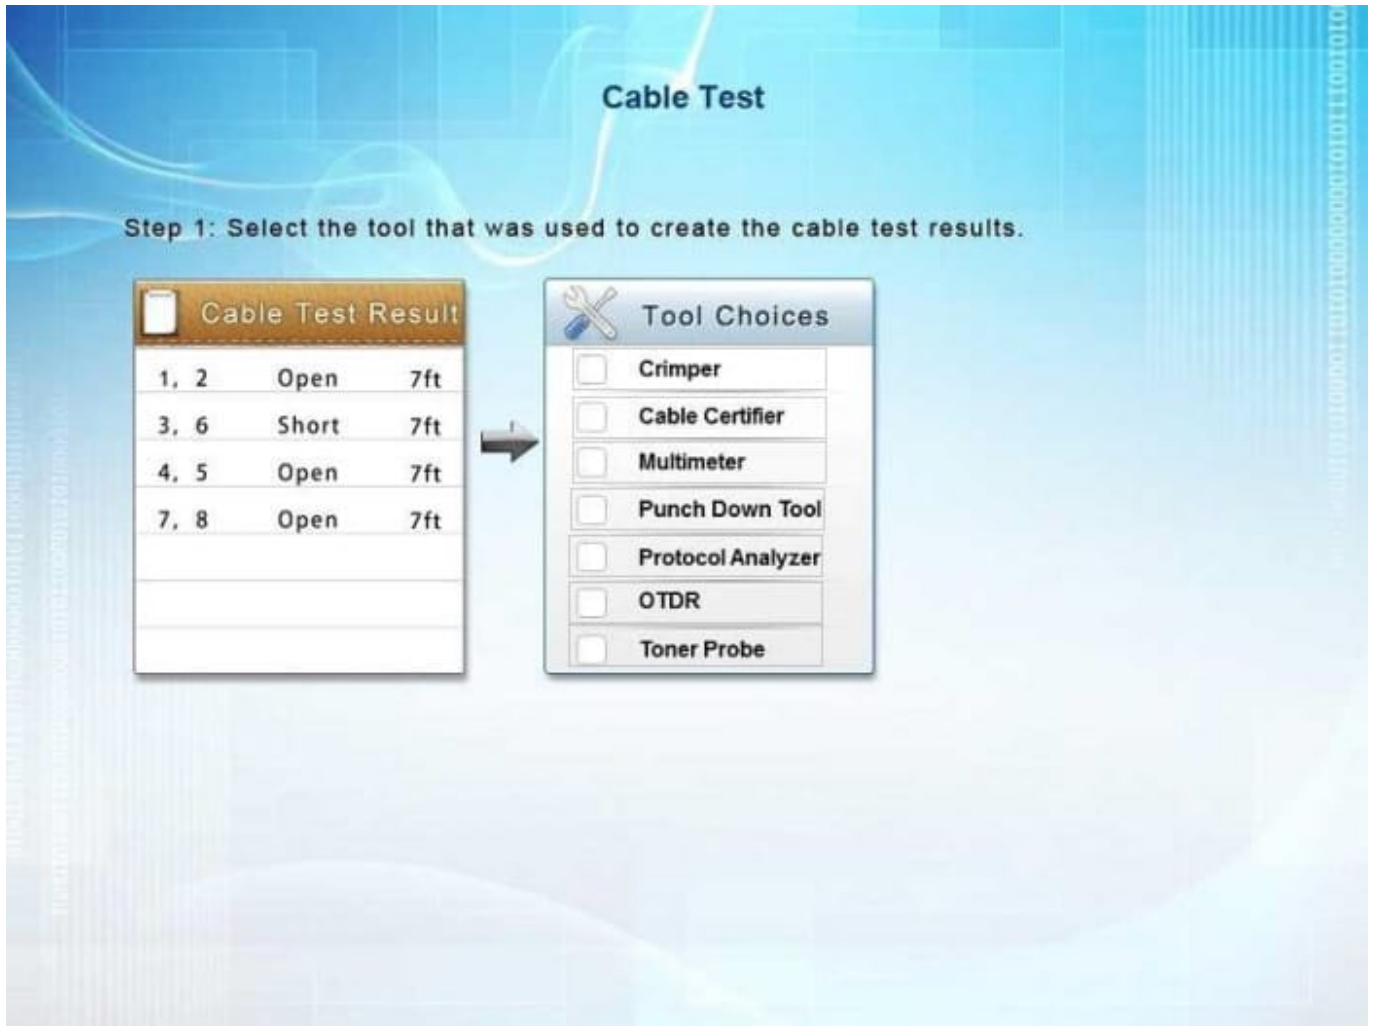 Cable Test
Step 1: Select the tool that was used to create the cable test results.
Cable Test Result
1, 2 Open 7ft
3, 6 Short 7ft
4, 5 Open 7ft
7, 8 Open 7ft
Tool Choices
Crimper
Cable Certifier
Multimeter
Punch Down Tool
Protocol Analyzer
OTDR
Toner Probe